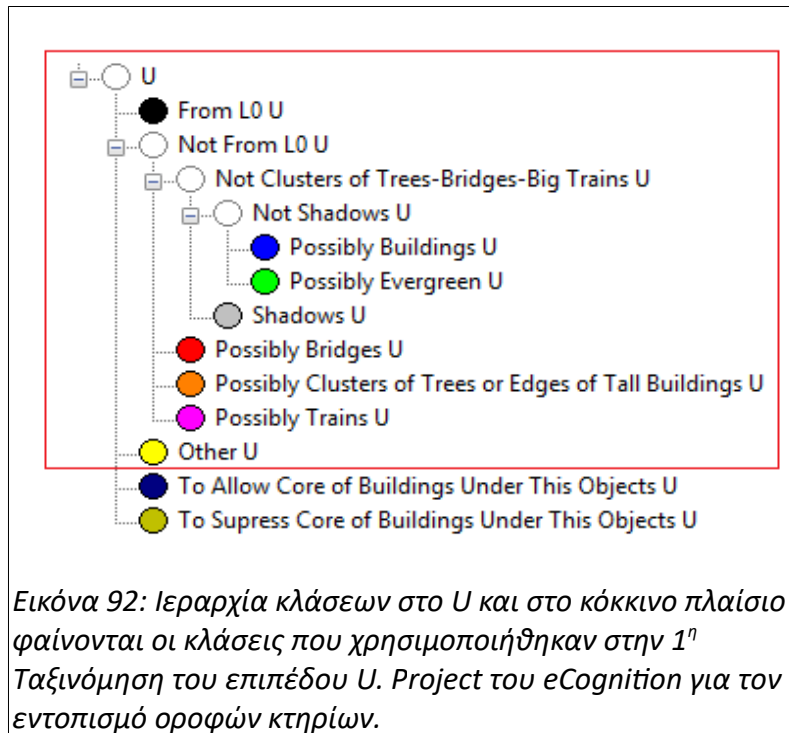 U
From L0 U
Not From L0 U
Not Clusters of Trees-Bridges-Big Trains U
Not Shadows U
Possibly Buildings U
Possibly Evergreen U
Shadows U
Possibly Bridges U
Possibly Clusters of Trees or Edges of Tall Buildings U
Possibly Trains U
Other U
To Allow Core of Buildings Under This Objects U
To Supress Core of Buildings Under This Objects U
Εικόνα 92: Ιεραρχία κλάσεων στο U και στο κόκκινο πλαίσιο
φαίνονται οι κλάσεις που χρησιμοποιήθηκαν στην 1η
Ταξινόμηση του επιπέδου U. Project του eCognition για τον
εντοπισμό οροφών κτηρίων.